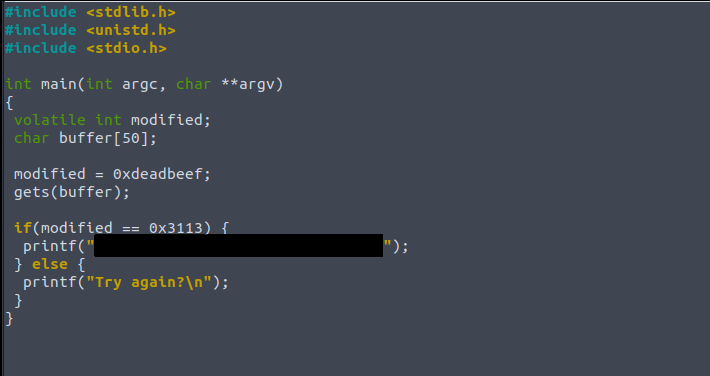 #include <stdlib.h>
#include <unistd.h>
#include <stdio.h>
int main(int argc, char **argv)
{
volatile int modified;
char buffer[50];
modified = 0xdeadbeef;
gets(buffer);
if(modified == 0x3113) {
printf("");
} else {
printf("Try again?\n");
}
}